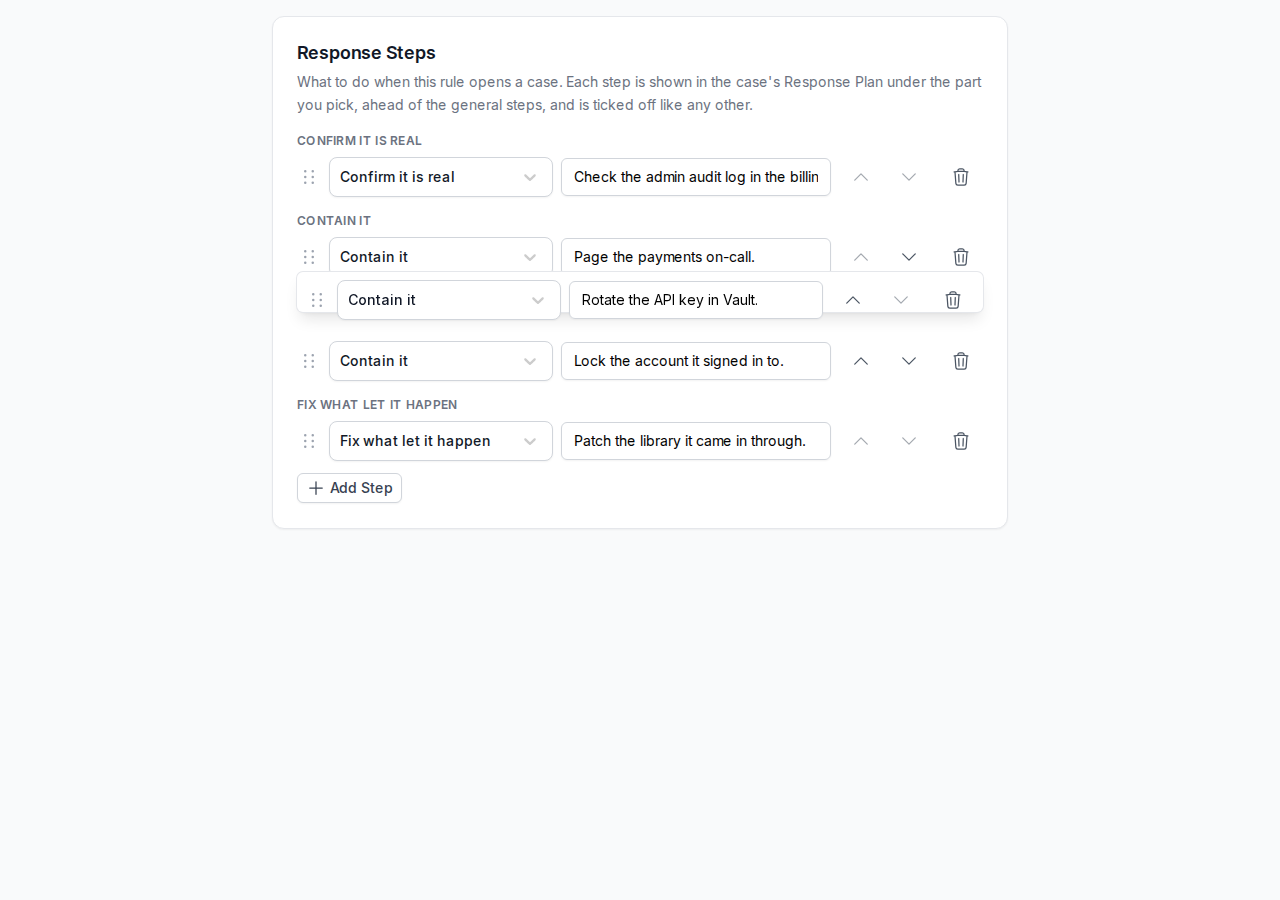 Response Steps
What to do when this rule opens a case. Each step is shown in the case's Response Plan under the part
you pick, ahead of the general steps, and is ticked off like any other.
CONFIRM IT IS REAL
Confirm it is real
Check the admin audit log in the billin
CONTAIN IT
Contain it
Page the payments on-call.
Contain it
Rotate the API key in Vault.
Contain it
Lock the account it signed in to.
FIX WHAT LET IT HAPPEN
Fix what let it happen
Patch the library it came in through.
Add Step